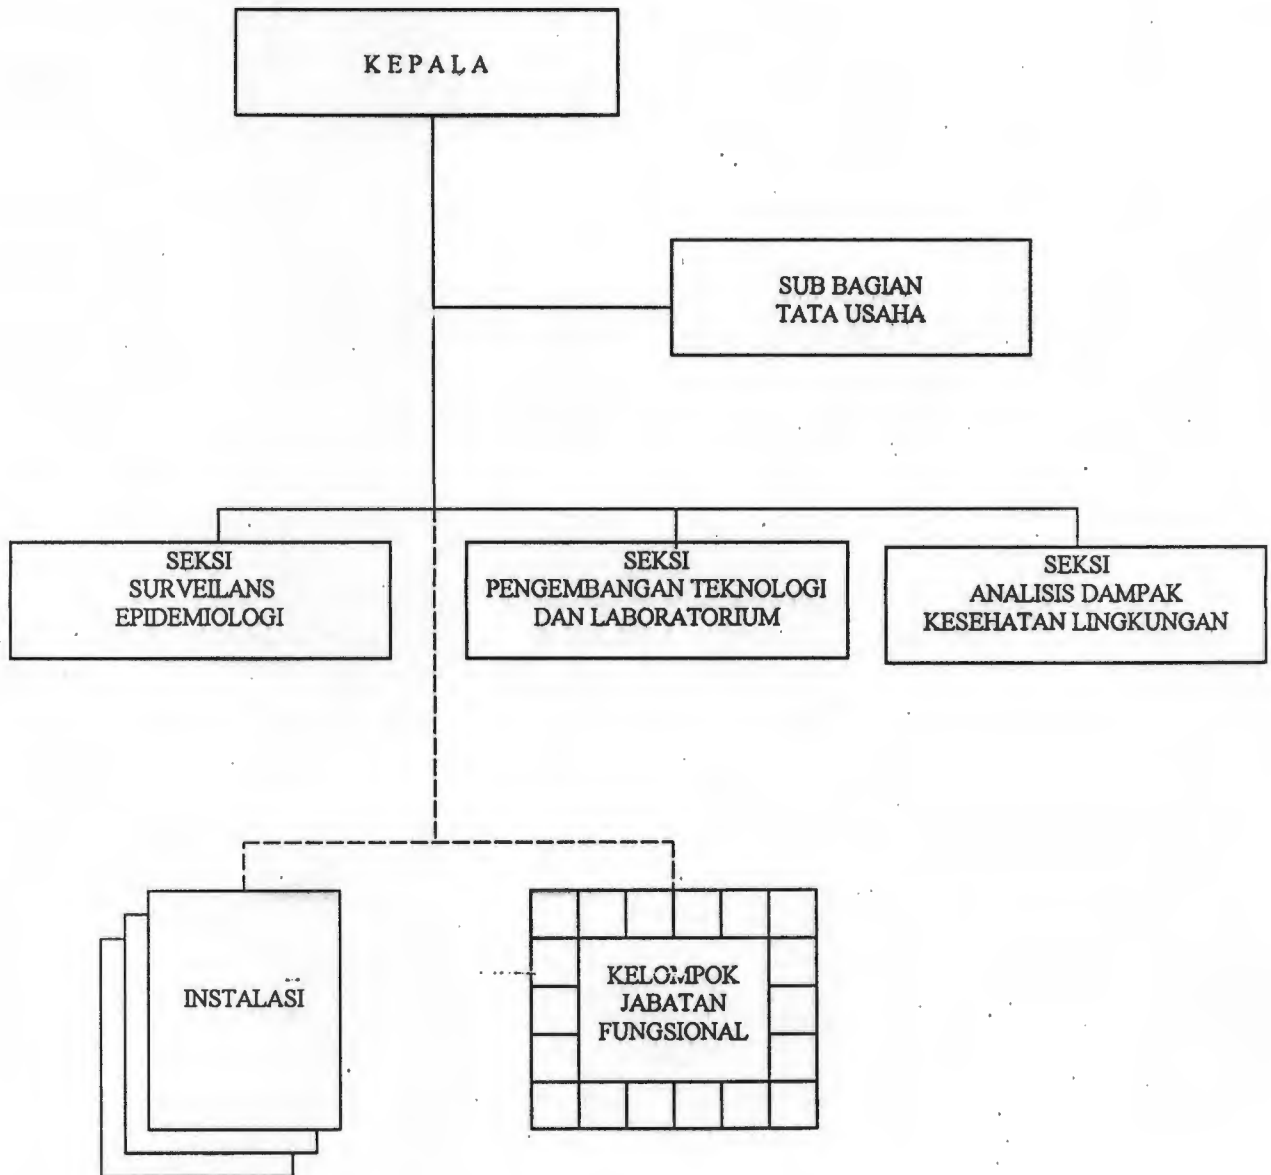 KEPALA
SUB BAGIAN
TATA USAHA
SEKSI
SURVEILANS
EPIDEMIOLOGI
SEKSI
PENGEMBANGAN TEKNOLOGI
DAN LABORATORIUM
SEKSI
ANALISIS DAMPAK
KESEHATAN LINGKUNGAN
INSTALASI
KELOMPOK
JABATAN
FUNGSIONAL